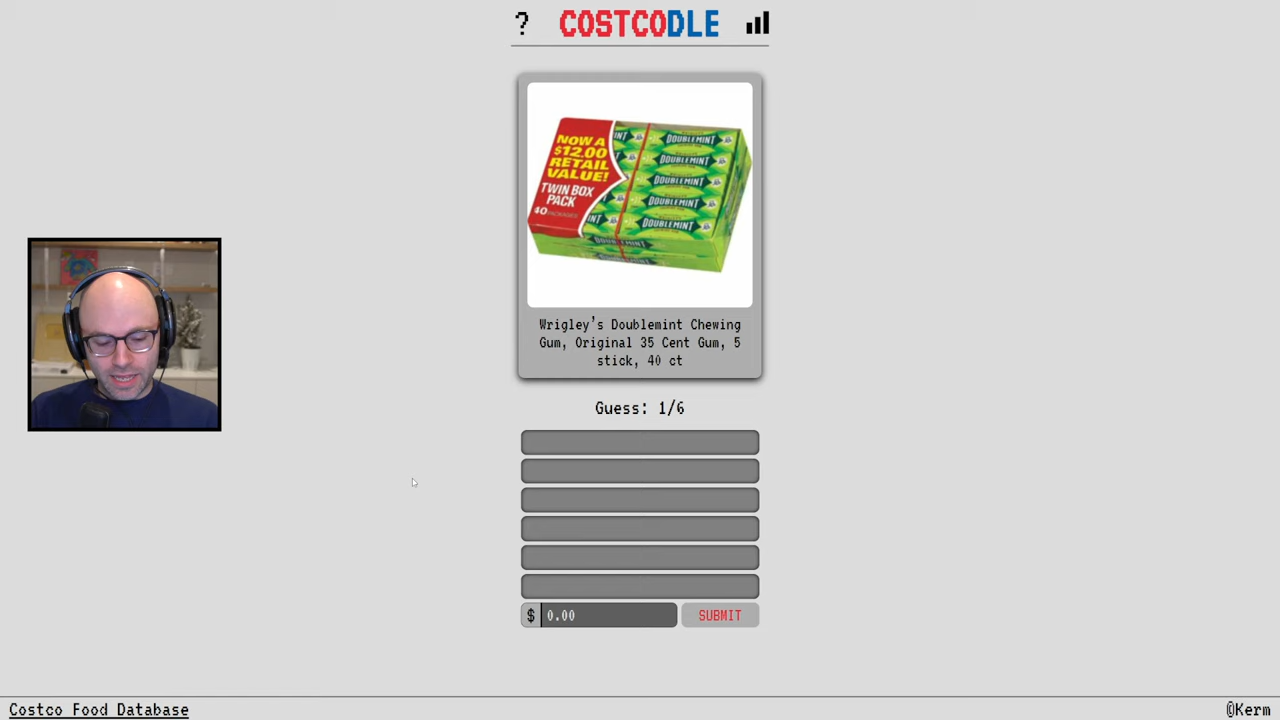 ?
COSTCODLE
NOW A
$12.00
RETAIL
VALUE!
TWIN BOX
PACK
40 PACKAGES
DOUBLEMINT
DOUBLEMINT
DOUBLEMINT
DOUBLEMINT
DOUBLEMINT
Wrigley's Doublemint Chewing
Gum, Original 35 Cent Gum, 5
stick, 40 ct
Guess: 1/6
$ 0.00 SUBMIT
Costco Food Database @Kerm